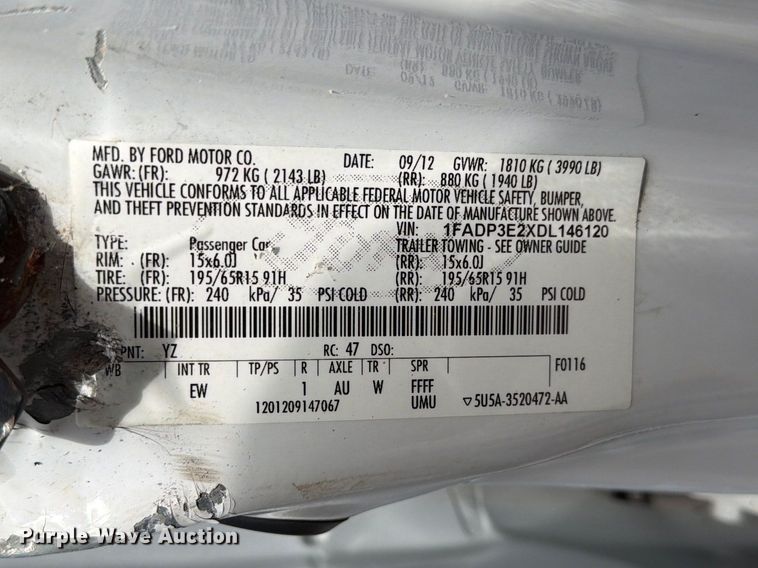 MFD. BY FORD MOTOR CO. DATE: 09/12 GVWR: 1810 KG ( 3990 LB)
GAWR: (FR): 972 KG ( 2143 LB) (RR): 880 KG ( 1940 LB)
THIS VEHICLE CONFORMS TO ALL APPLICABLE FEDERAL MOTOR VEHICLE SAFETY, BUMPER,
AND THEFT PREVENTION STANDARDS IN EFFECT ON THE DATE OF MANUFACTURE SHOWN ABOVE.
VIN: 1FADP3E2XDL146120
TYPE: Passenger Car TRAILER TOWING - SEE OWNER GUIDE
RIM: (FR): 15x6.0J (RR): 15x6.0J
TIRE: (FR): 195/65R15 91H (RR): 195/65R15 91H
PRESSURE: (FR): 240 kPa/ 35 PSI COLD (RR): 240 kPa/ 35 PSI COLD
PNT: YZ RC: 47 DSO:
WB INT TR TP/PS R AXLE TR SPR F0116
EW 1 AU W FFFF
1201209147067 UMU ▽5U5A-3520472-AA
Purple Wave Auction